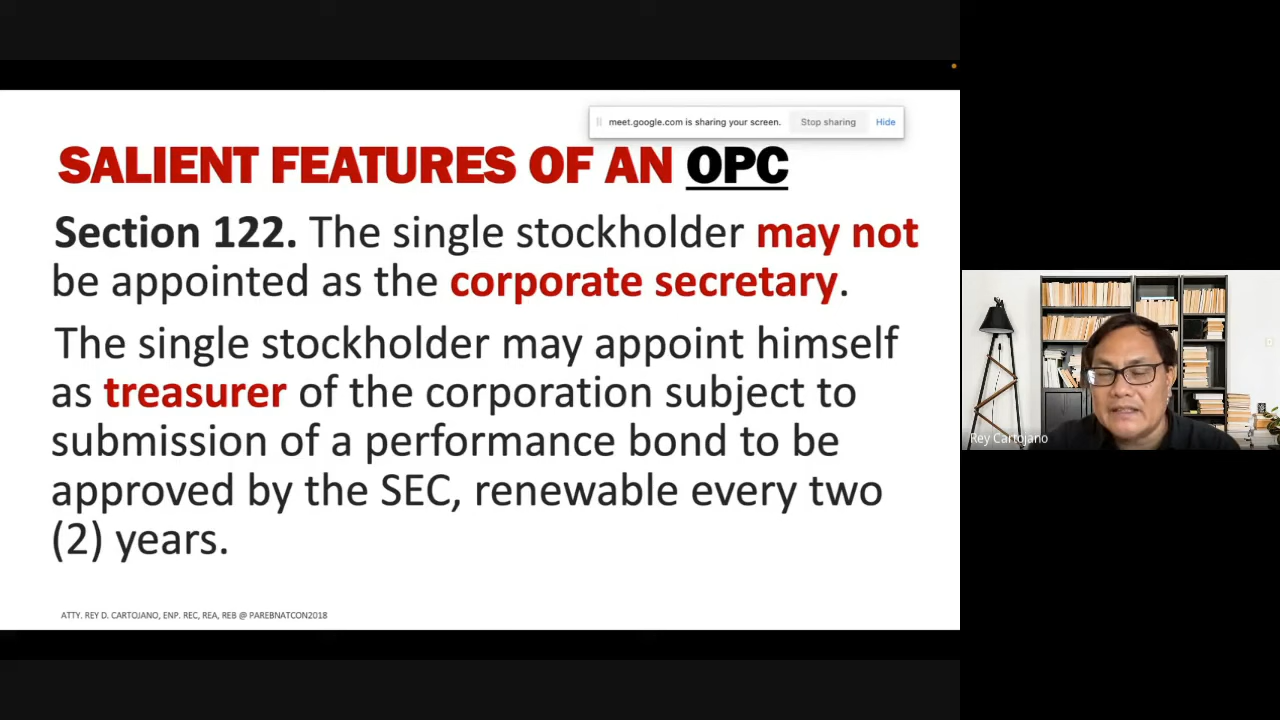 meet.google.com is sharing your screen. Stop sharing Hide
SALIENT FEATURES OF AN OPC
Section 122. The single stockholder may not
be appointed as the corporate secretary.
The single stockholder may appoint himself
as treasurer of the corporation subject to
submission of a performance bond to be
approved by the SEC, renewable every two
(2) years.
Rey Cartojano
ATTY. REY D. CARTOJANO, ENP. REC, REA, REB @ PAREBNATCON2018